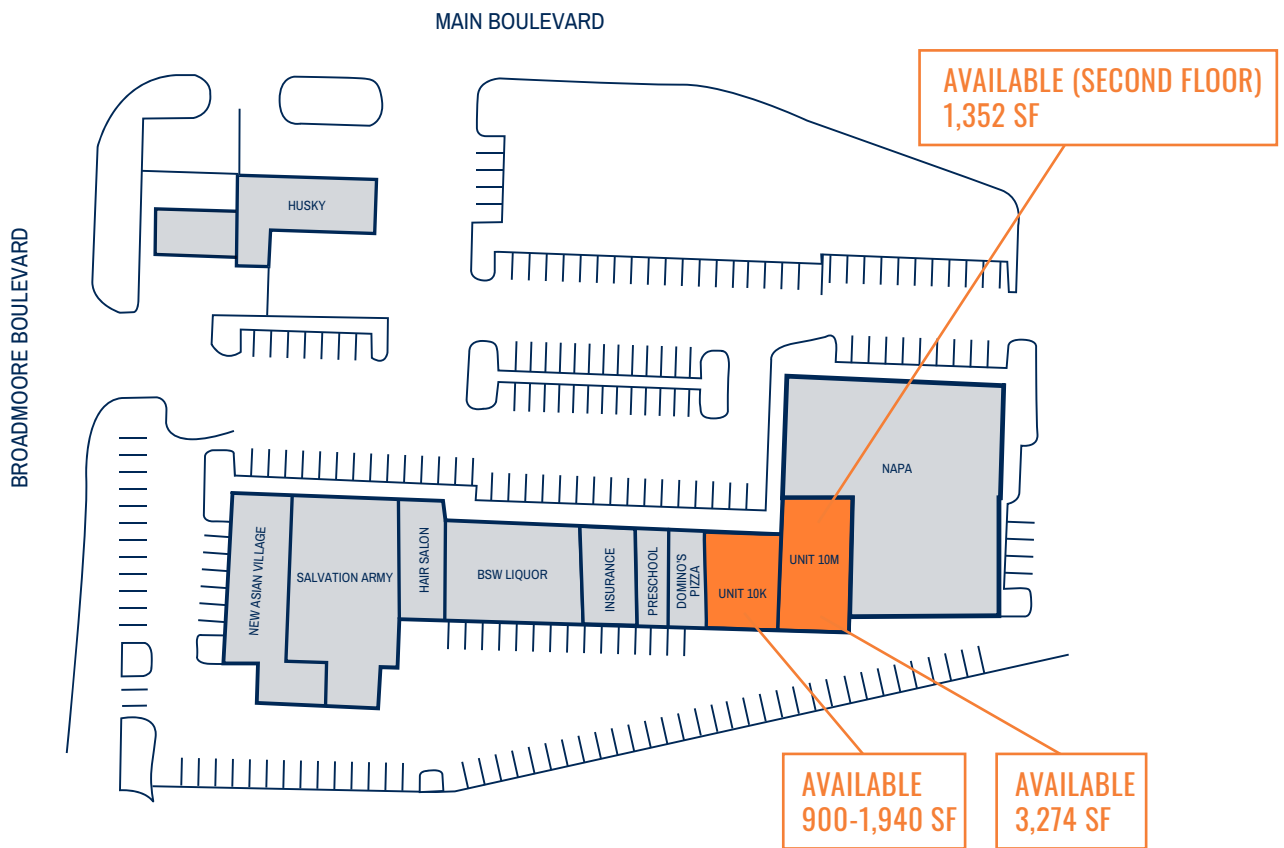 MAIN BOULEVARD
AVAILABLE (SECOND FLOOR)
1,352 SF
HUSKY
BROADMOORE BOULEVARD
NAPA
NEW ASIAN VILLAGE
SALVATION ARMY
HAIR SALON
BSW LIQUOR
INSURANCE
PRESCHOOL
DOMINO'S
PIZZA
UNIT 10K
UNIT 10M
AVAILABLE
900-1,940 SF
AVAILABLE
3,274 SF